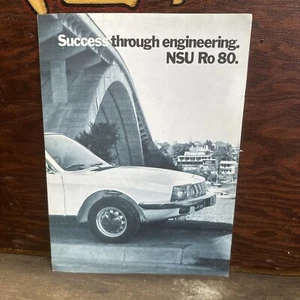 Success through engineering.
NSU Ro 80.